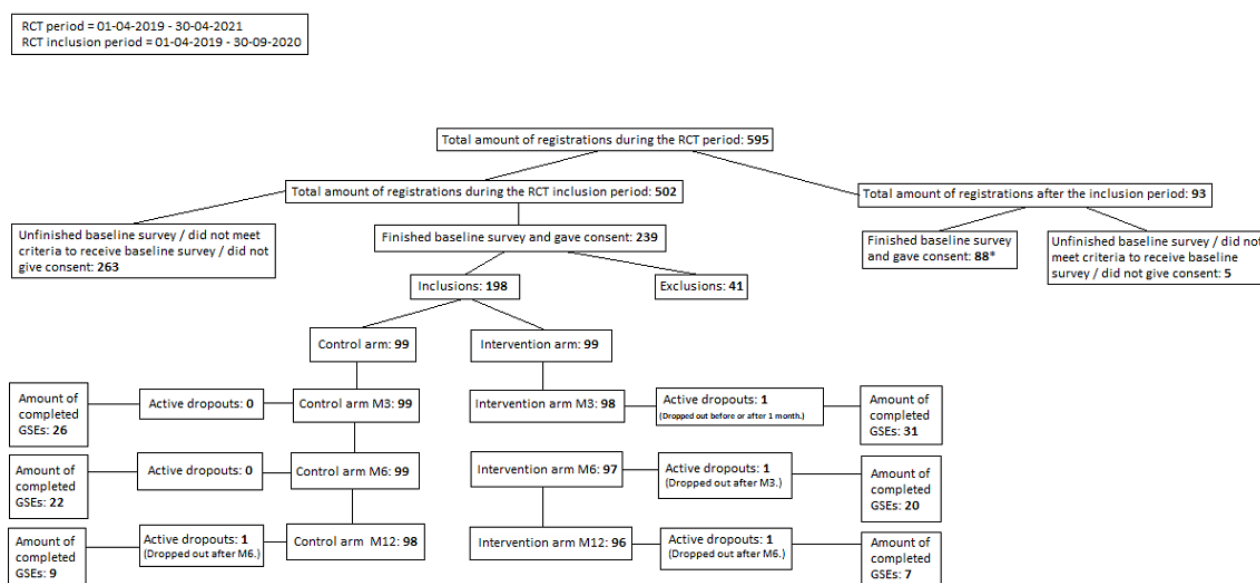 RCT period = 01-04-2019 - 30-04-2021
RCT inclusion period = 01-04-2019 - 30-09-2020
Total amount of registrations during the RCT period: 595
Total amount of registrations during the RCT inclusion period: 502
Total amount of registrations after the inclusion period: 93
Unfinished baseline survey / did not meet
criteria to receive baseline survey / did not
give consent: 263
Finished baseline survey and gave consent: 239
Finished baseline survey
and gave consent: 88*
Unfinished baseline survey / did not
meet criteria to receive baseline
survey / did not give consent: 5
Inclusions: 198
Exclusions: 41
Control arm: 99
Intervention arm: 99
Amount of
completed
GSEs: 26
Active dropouts: 0
Control arm M3: 99
Intervention arm M3: 98
Active dropouts: 1
(Dropped out before or after 1 month.)
Amount of
completed
GSEs: 31
Amount of
completed
GSEs: 22
Active dropouts: 0
Control arm M6: 99
Intervention arm M6: 97
Active dropouts: 1
(Dropped out after M3.)
Amount of
completed
GSEs: 20
Amount of
completed
GSEs: 9
Active dropouts: 1
(Dropped out after M6.)
Control arm M12: 98
Intervention arm M12: 96
Active dropouts: 1
(Dropped out after M6.)
Amount of
completed
GSEs: 7